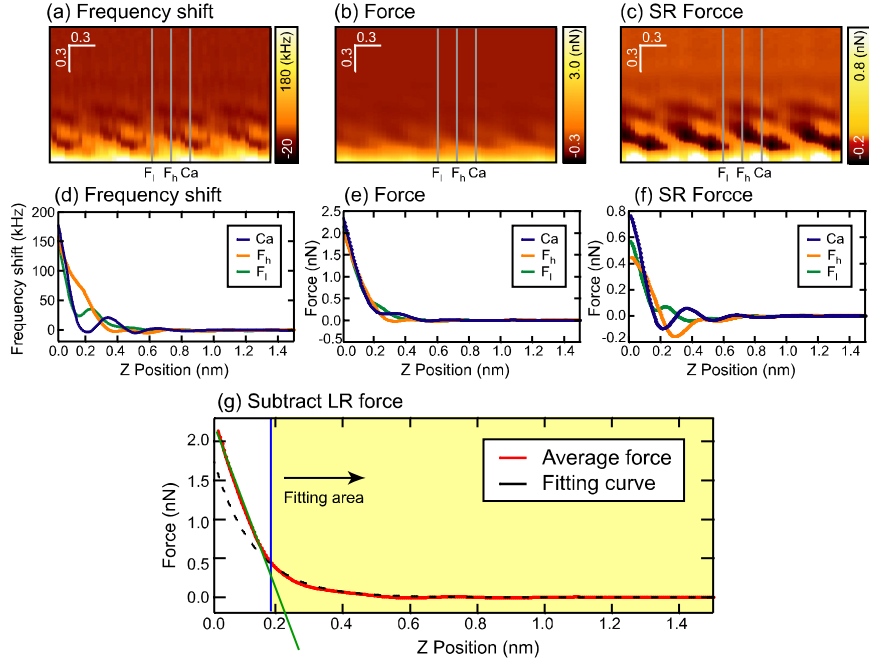 (a) Frequency shift
(b) Force
(c) SR Forcce
0.3
0.3
180 (kHz)
-20
0.3
0.3
3.0 (nN)
-0.3
0.3
0.3
0.8 (nN)
-0.2
Fl Fh Ca
Fl Fh Ca
Fl Fh Ca
(d) Frequency shift
(e) Force
(f) SR Forcce
Frequency shift (kHz)
200
150
100
50
0
Ca
Fh
Fl
0.0 0.2 0.4 0.6 0.8 1.0 1.2 1.4
Z Position (nm)
Force (nN)
2.5
2.0
1.5
1.0
0.5
0.0
-0.5
Ca
Fh
Fl
0.0 0.2 0.4 0.6 0.8 1.0 1.2 1.4
Z Position (nm)
Force (nN)
0.8
0.6
0.4
0.2
0.0
-0.2
Ca
Fh
Fl
0.0 0.2 0.4 0.6 0.8 1.0 1.2 1.4
Z Position (nm)
(g) Subtract LR force
Force (nN)
2.0
1.5
1.0
0.5
0.0
Fitting area
Average force
Fitting curve
0.0 0.2 0.4 0.6 0.8 1.0 1.2 1.4
Z Position (nm)